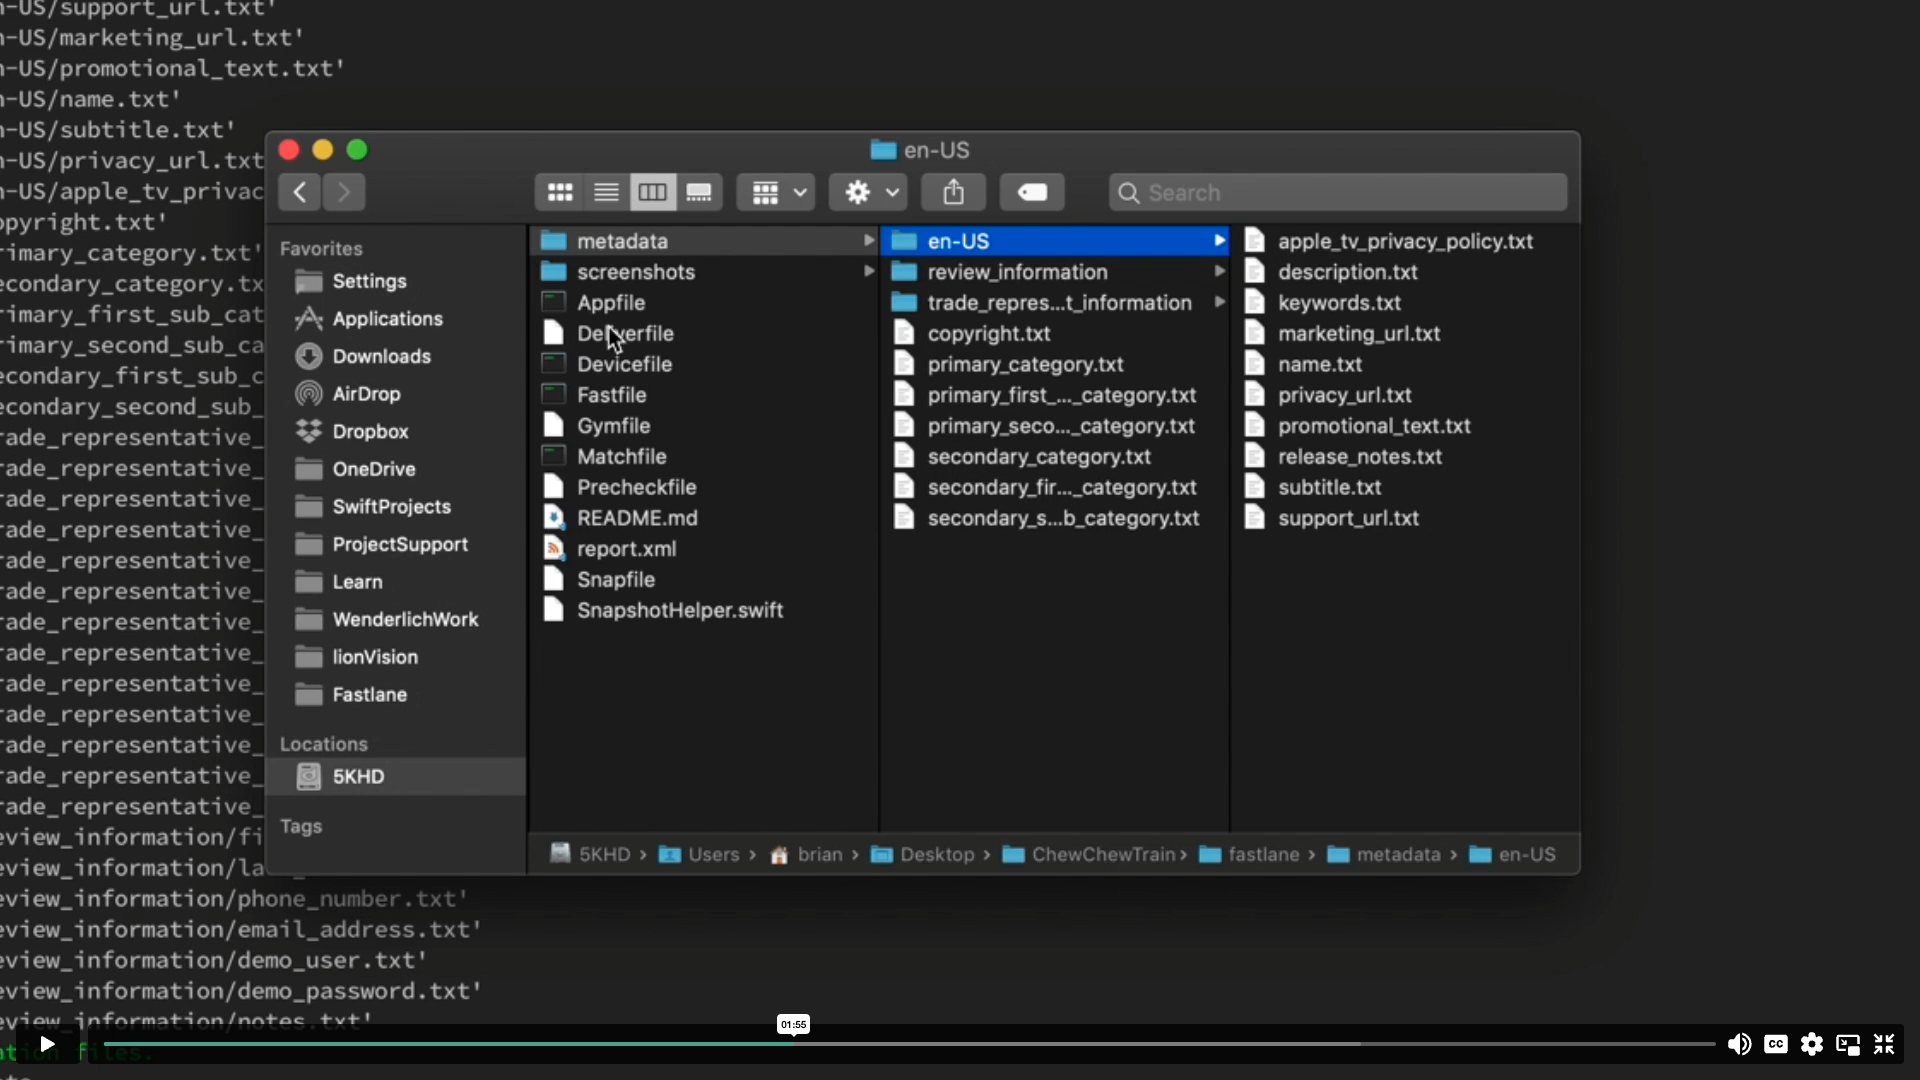 n-US/support_url.txt'
n-US/marketing_url.txt'
n-US/promotional_text.txt'
n-US/name.txt'
n-US/subtitle.txt'
n-US/privacy_url.txt
n-US/apple_tv_privac
opyright.txt'
rimary_category.txt'
econdary_category.tx
rimary_first_sub_cat
rimary_second_sub_ca
econdary_first_sub_c
econdary_second_sub_
rade_representative_
rade_representative_
rade_representative_
rade_representative_
rade_representative_
rade_representative_
rade_representative_
rade_representative_
rade_representative_
rade_representative_
rade_representative_
rade_representative_
rade_representative_
eview_information/fi
eview_information/la
eview_information/phone_number.txt'
eview_information/email_address.txt'
eview_information/demo_user.txt'
eview_information/demo_password.txt'
eview_information/notes.txt'
files.
en-US
Search
Favorites
Settings
Applications
Downloads
AirDrop
Dropbox
OneDrive
SwiftProjects
ProjectSupport
Learn
WenderlichWork
lionVision
Fastlane
Locations
5KHD
Tags
metadata
screenshots
Appfile
Deliverfile
Devicefile
Fastfile
Gymfile
Matchfile
Precheckfile
README.md
report.xml
Snapfile
SnapshotHelper.swift
en-US
review_information
trade_repres...t_information
copyright.txt
primary_category.txt
primary_first_..._category.txt
primary_seco..._category.txt
secondary_category.txt
secondary_fir..._category.txt
secondary_s...b_category.txt
apple_tv_privacy_policy.txt
description.txt
keywords.txt
marketing_url.txt
name.txt
privacy_url.txt
promotional_text.txt
release_notes.txt
subtitle.txt
support_url.txt
5KHD › Users › brian › Desktop › ChewChewTrain › fastlane › metadata › en-US
01:55
CC